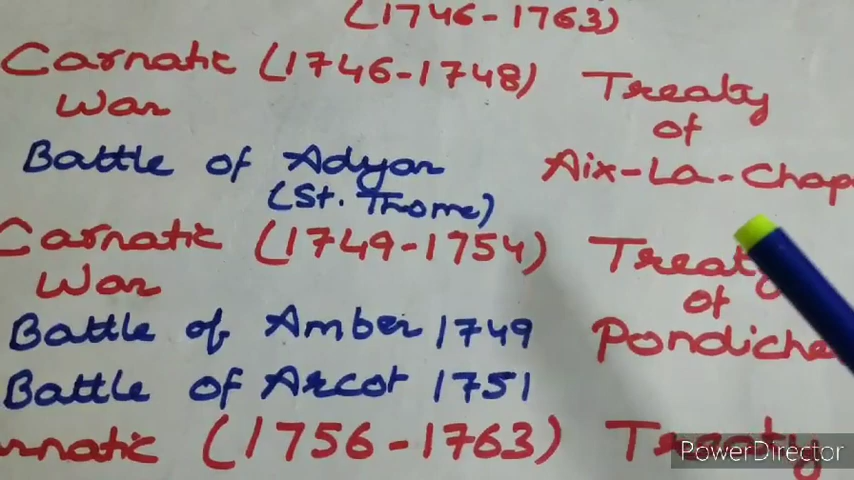 (1746-1763)
Carnatic (1746-1748) Treaty
War of
Battle of Adyar Aix-La-Chap
(St. Thome)
Carnatic (1749-1754) Treaty
War of
Battle of Amber 1749 Pondiche
Battle of Arcot 1751
rnatic (1756-1763) Treaty
PowerDirector